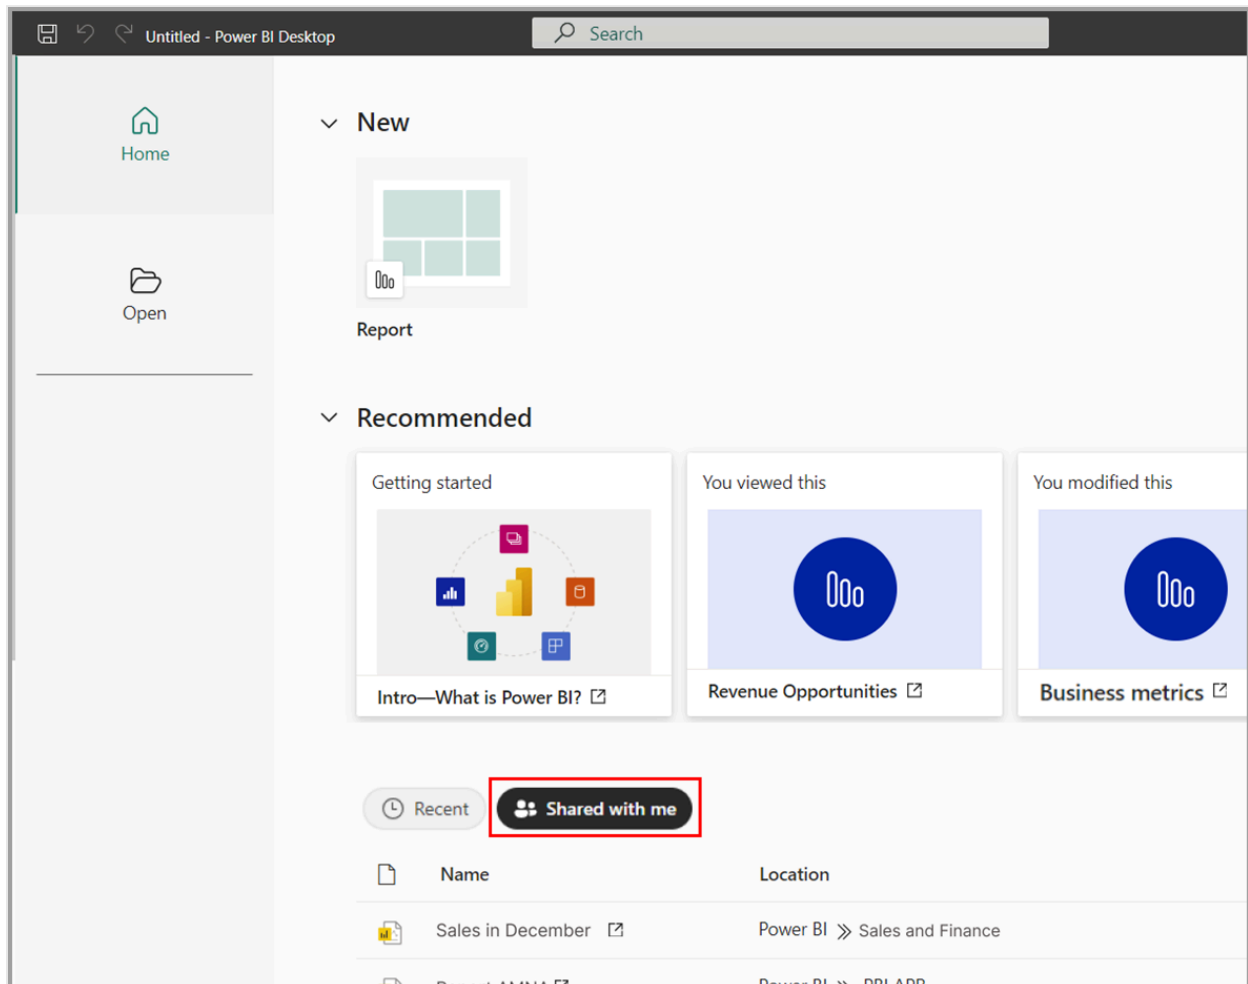 Untitled - Power BI Desktop
Search
Home
Open
New
Report
Recommended
Getting started
You viewed this
You modified this
Intro—What is Power BI?
Revenue Opportunities
Business metrics
Recent
Shared with me
Name Location
Sales in December Power BI Sales and Finance